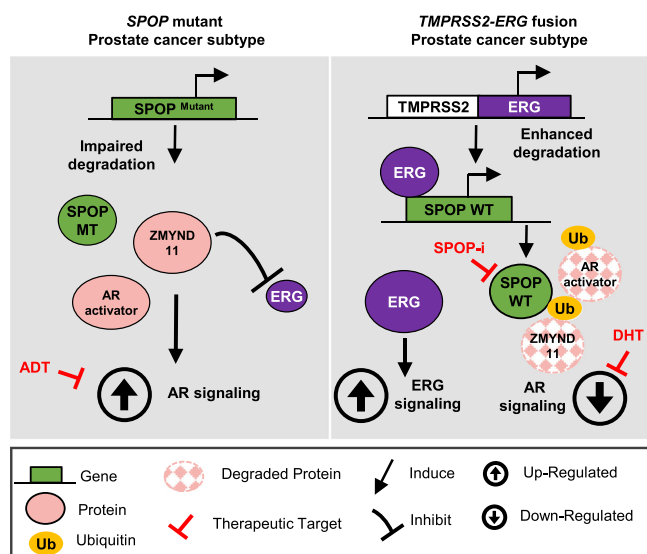 SPOP mutant
Prostate cancer subtype
SPOP Mutant
Impaired
degradation
SPOP
MT
ZMYND
11
AR
activator
ERG
ADT
AR signaling
TMPRSS2-ERG fusion
Prostate cancer subtype
TMPRSS2
ERG
Enhanced
degradation
ERG
SPOP WT
SPOP-i
Ub
AR
activator
SPOP
WT
Ub
ERG
ZMYND
11
DHT
ERG
signaling
AR
signaling
Gene
Protein
Ub
Ubiquitin
Degraded Protein
Therapeutic Target
Induce
Inhibit
Up-Regulated
Down-Regulated